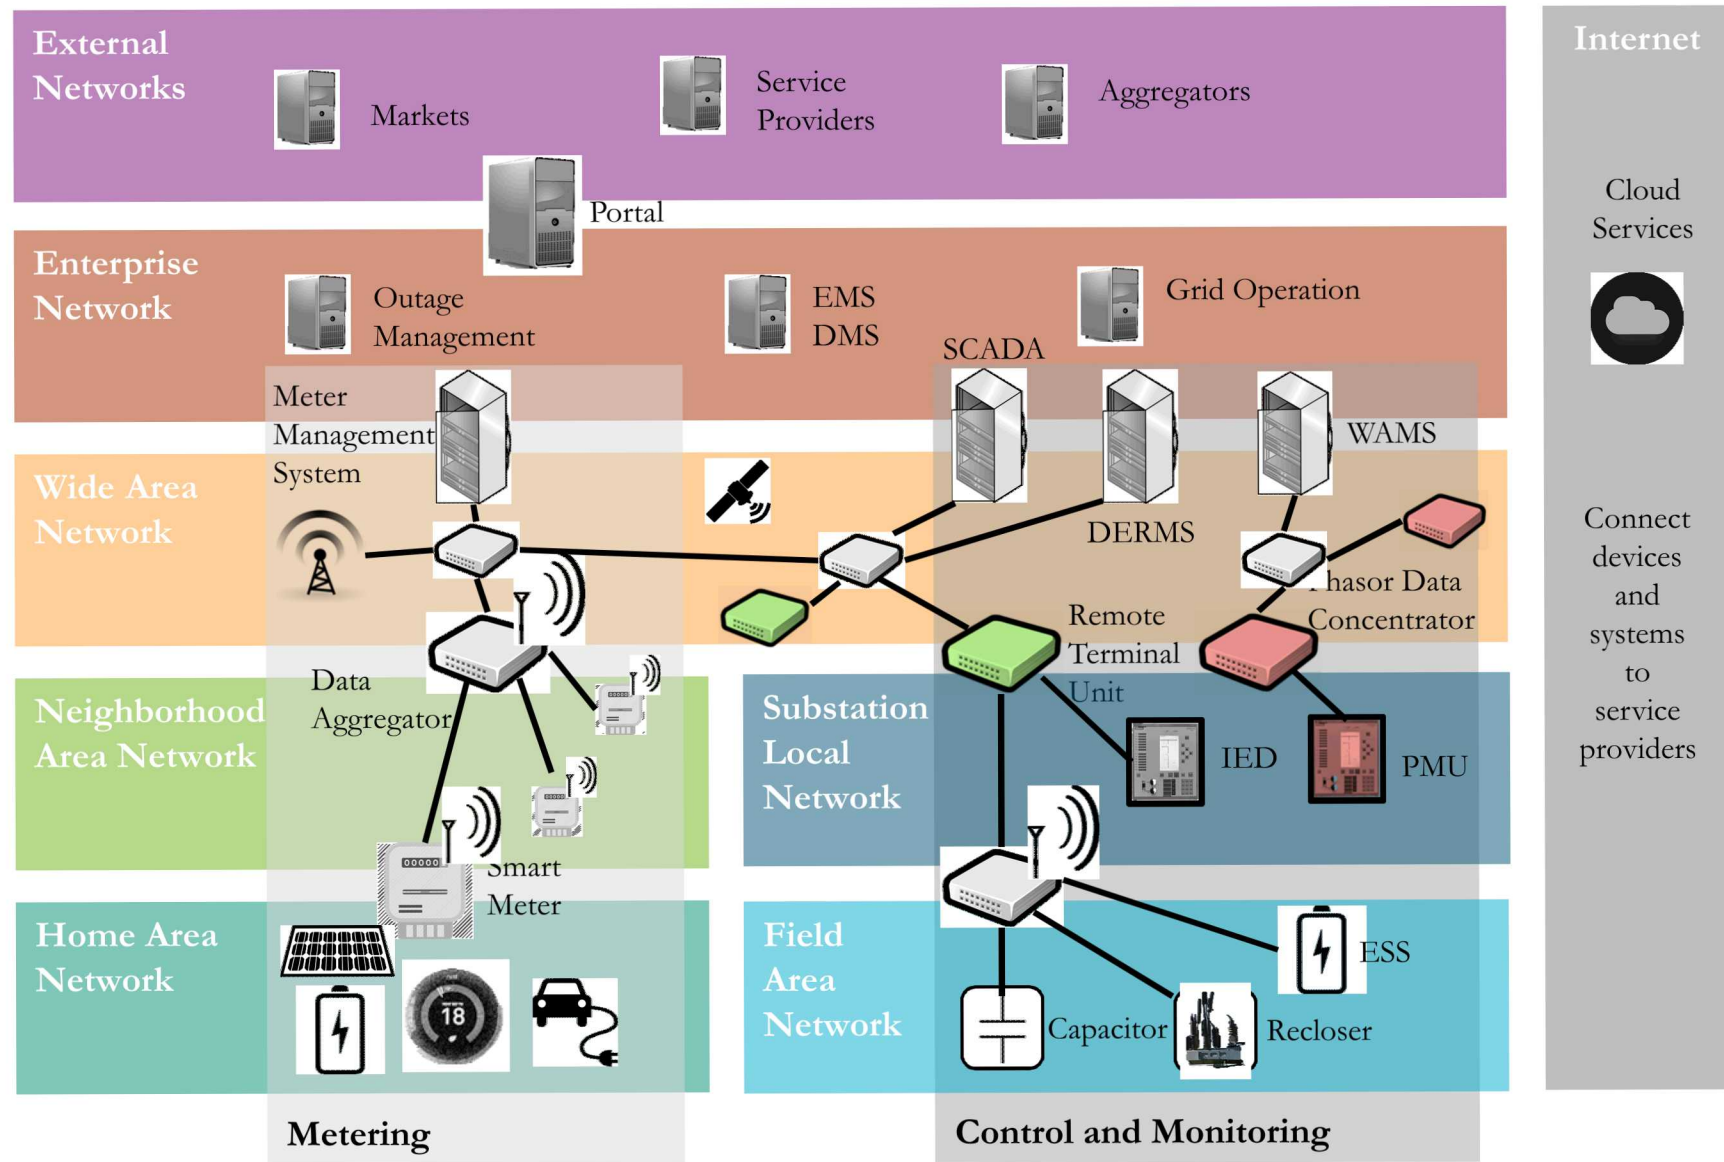 External
Networks
Markets
Service
Providers
Aggregators
Portal
Internet
Cloud
Services
Connect
devices
and
systems
to
service
providers
Enterprise
Network
Outage
Management
EMS
DMS
Grid Operation
SCADA
Meter
Management
System
WAMS
DERMS
Wide Area
Network
Phasor Data
Concentrator
Remote
Terminal
Unit
Neighborhood
Area Network
Data
Aggregator
00000
Smart
Meter
Substation
Local
Network
IED
PMU
Home Area
Network
18
Field
Area
Network
ESS
Capacitor
Recloser
Metering
Control and Monitoring